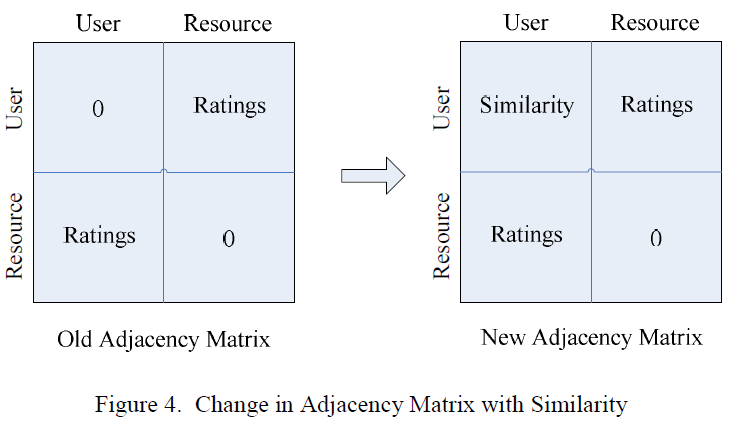 User Resource
User 0 Ratings
Resource Ratings 0
Old Adjacency Matrix
User Resource
User Similarity Ratings
Resource Ratings 0
New Adjacency Matrix
Figure 4. Change in Adjacency Matrix with Similarity